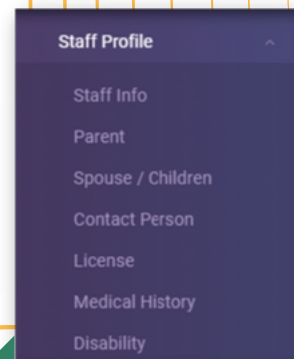 Staff Profile
Staff Info
Parent
Spouse / Children
Contact Person
License
Medical History
Disability